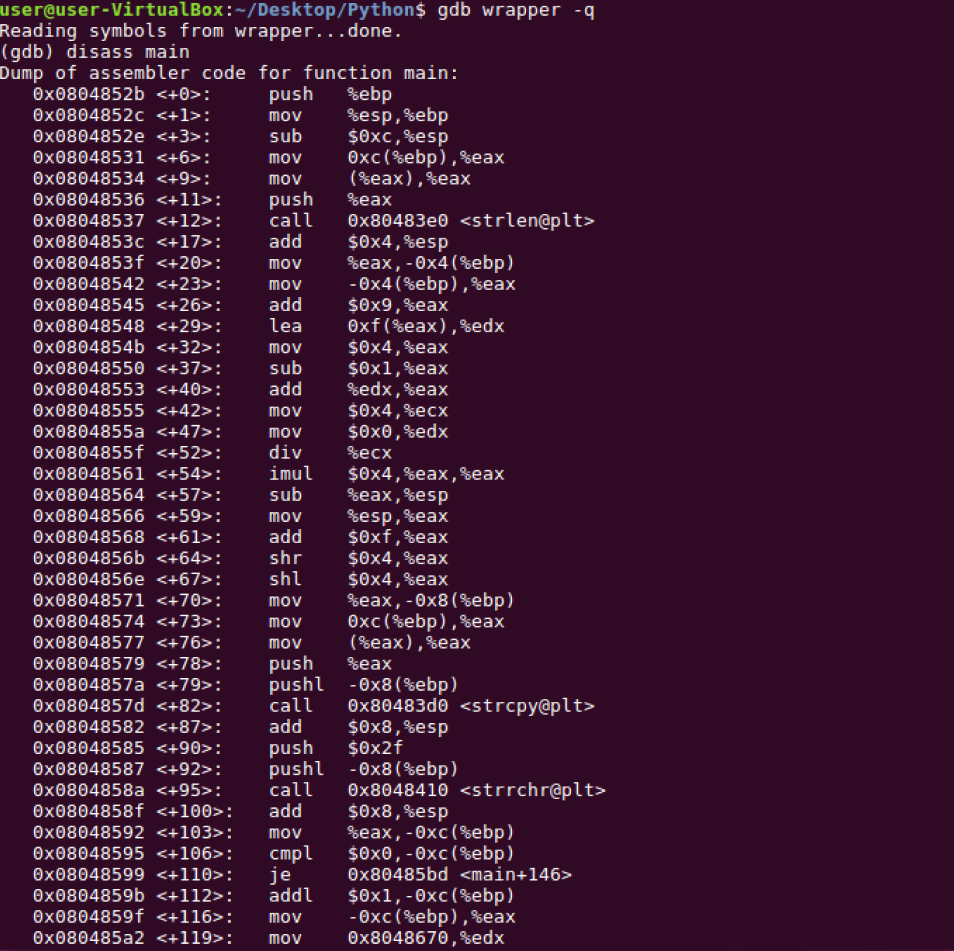 user@user-VirtualBox:~/Desktop/Python$ gdb wrapper -q
Reading symbols from wrapper...done.
(gdb) disass main
Dump of assembler code for function main:
   0x0804852b <+0>:     push   %ebp
   0x0804852c <+1>:     mov    %esp,%ebp
   0x0804852e <+3>:     sub    $0xc,%esp
   0x08048531 <+6>:     mov    0xc(%ebp),%eax
   0x08048534 <+9>:     mov    (%eax),%eax
   0x08048536 <+11>:    push   %eax
   0x08048537 <+12>:    call   0x80483e0 <strlen@plt>
   0x0804853c <+17>:    add    $0x4,%esp
   0x0804853f <+20>:    mov    %eax,-0x4(%ebp)
   0x08048542 <+23>:    mov    -0x4(%ebp),%eax
   0x08048545 <+26>:    add    $0x9,%eax
   0x08048548 <+29>:    lea    0xf(%eax),%edx
   0x0804854b <+32>:    mov    $0x4,%eax
   0x08048550 <+37>:    sub    $0x1,%eax
   0x08048553 <+40>:    add    %edx,%eax
   0x08048555 <+42>:    mov    $0x4,%ecx
   0x0804855a <+47>:    mov    $0x0,%edx
   0x0804855f <+52>:    div    %ecx
   0x08048561 <+54>:    imul   $0x4,%eax,%eax
   0x08048564 <+57>:    sub    %eax,%esp
   0x08048566 <+59>:    mov    %esp,%eax
   0x08048568 <+61>:    add    $0xf,%eax
   0x0804856b <+64>:    shr    $0x4,%eax
   0x0804856e <+67>:    shl    $0x4,%eax
   0x08048571 <+70>:    mov    %eax,-0x8(%ebp)
   0x08048574 <+73>:    mov    0xc(%ebp),%eax
   0x08048577 <+76>:    mov    (%eax),%eax
   0x08048579 <+78>:    push   %eax
   0x0804857a <+79>:    pushl  -0x8(%ebp)
   0x0804857d <+82>:    call   0x80483d0 <strcpy@plt>
   0x08048582 <+87>:    add    $0x8,%esp
   0x08048585 <+90>:    push   $0x2f
   0x08048587 <+92>:    pushl  -0x8(%ebp)
   0x0804858a <+95>:    call   0x8048410 <strrchr@plt>
   0x0804858f <+100>:   add    $0x8,%esp
   0x08048592 <+103>:   mov    %eax,-0xc(%ebp)
   0x08048595 <+106>:   cmpl   $0x0,-0xc(%ebp)
   0x08048599 <+110>:   je     0x80485bd <main+146>
   0x0804859b <+112>:   addl   $0x1,-0xc(%ebp)
   0x0804859f <+116>:   mov    -0xc(%ebp),%eax
   0x080485a2 <+119>:   mov    0x8048670,%edx